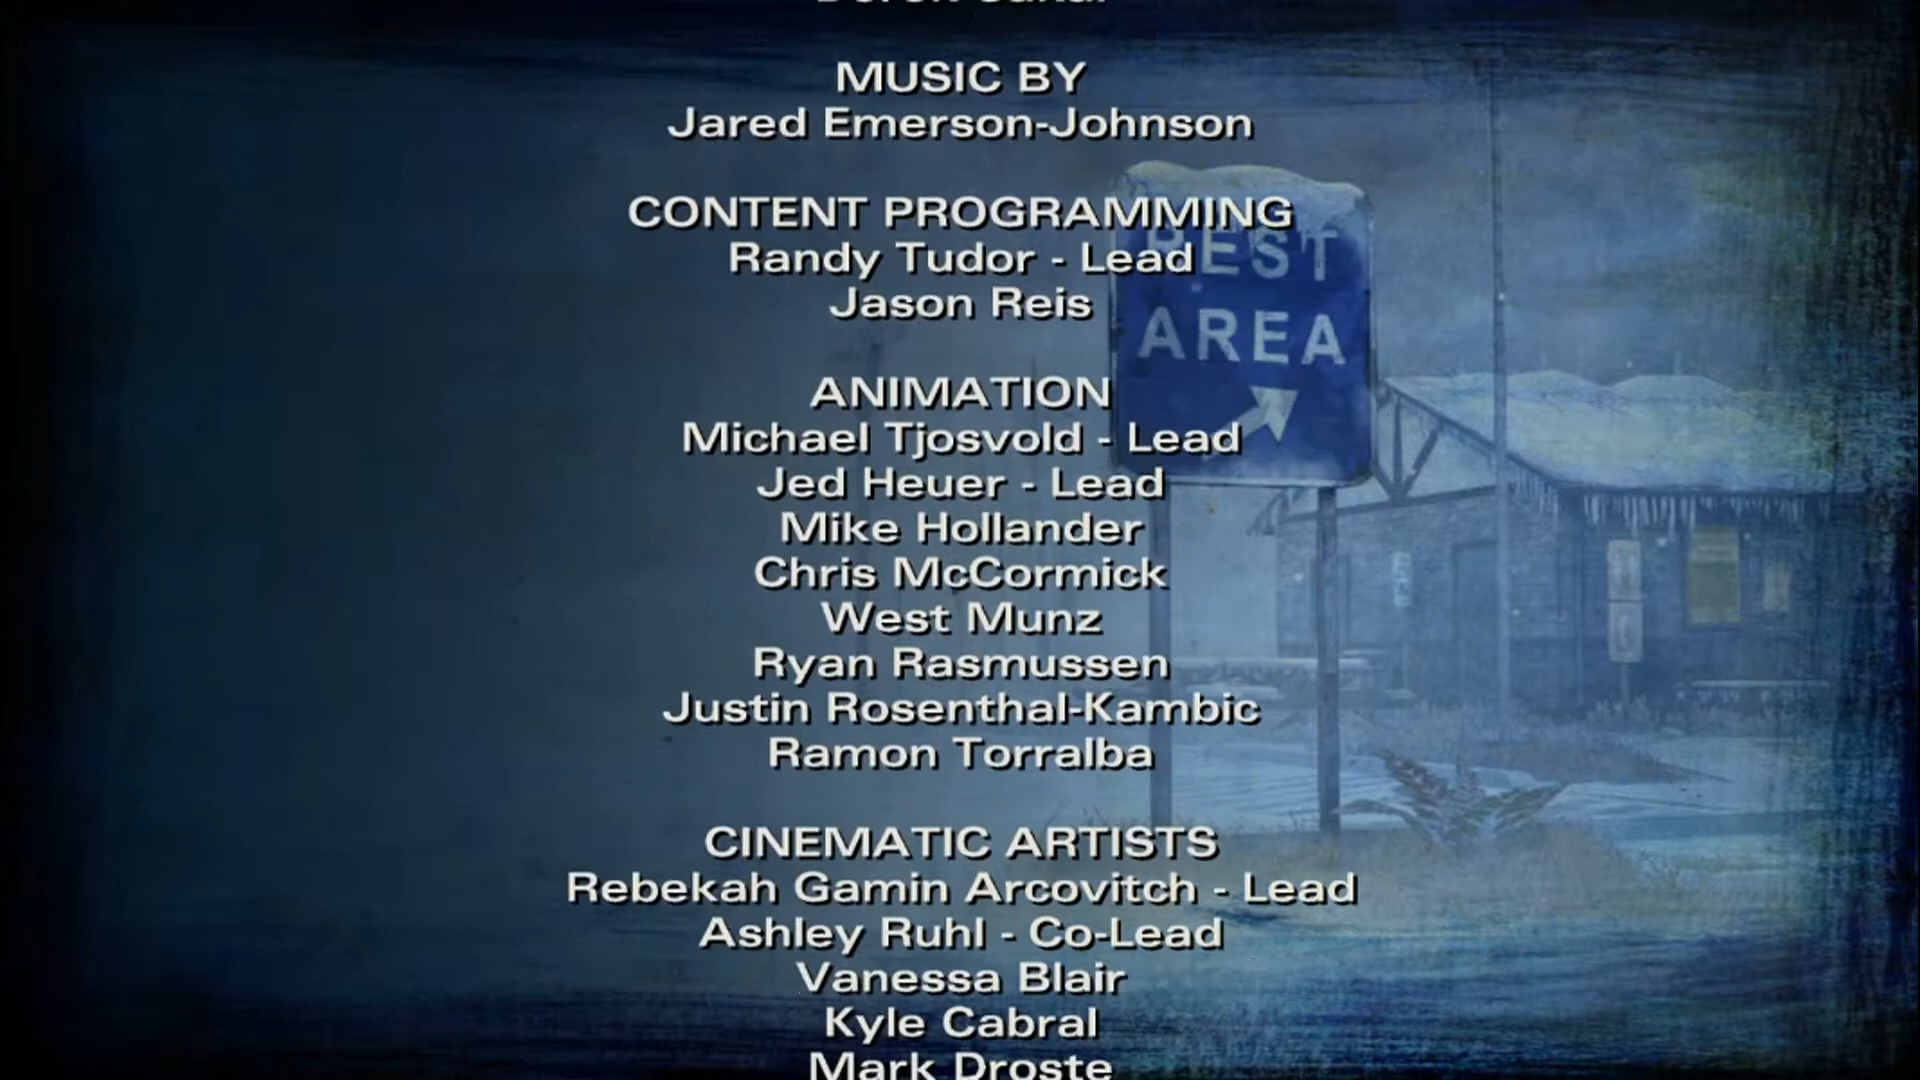 MUSIC BY
Jared Emerson-Johnson
CONTENT PROGRAMMING
Randy Tudor - Lead
Jason Reis
REST
AREA
ANIMATION
Michael Tjosvold - Lead
Jed Heuer - Lead
Mike Hollander
Chris McCormick
West Munz
Ryan Rasmussen
Justin Rosenthal-Kambic
Ramon Torralba
CINEMATIC ARTISTS
Rebekah Gamin Arcovitch - Lead
Ashley Ruhl - Co-Lead
Vanessa Blair
Kyle Cabral
Mark Droste